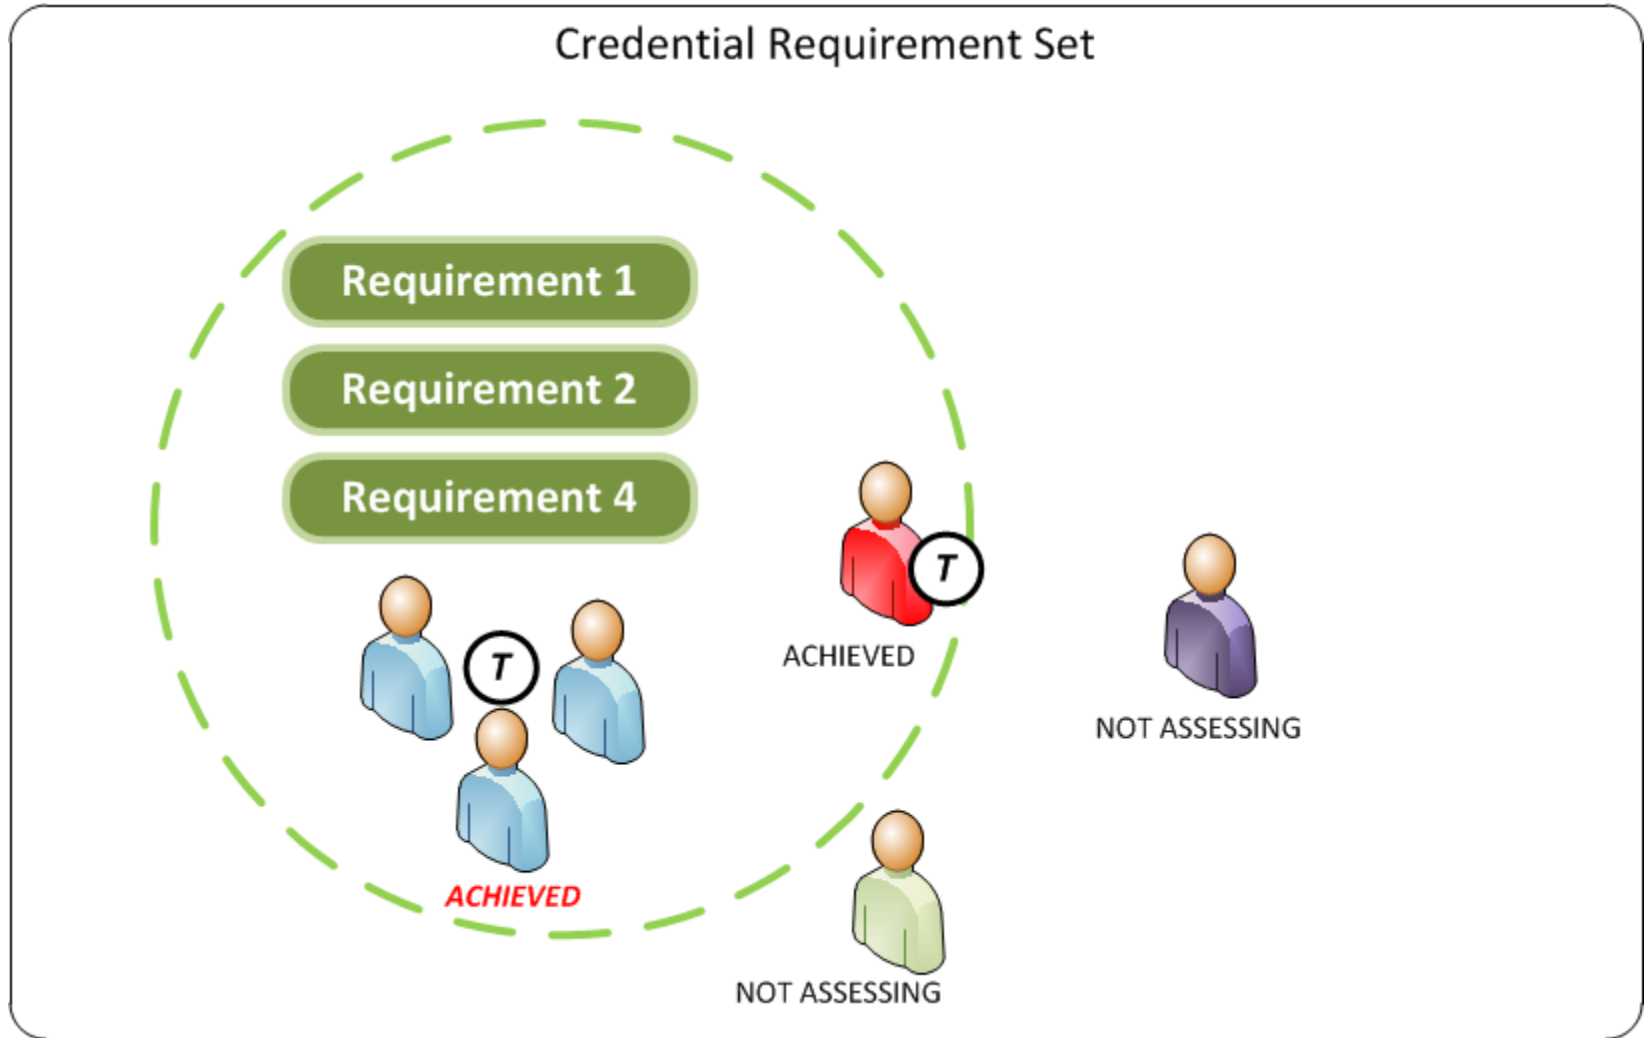 Credential Requirement Set
Requirement 1
Requirement 2
Requirement 4
T
ACHIEVED
T
ACHIEVED
NOT ASSESSING
NOT ASSESSING